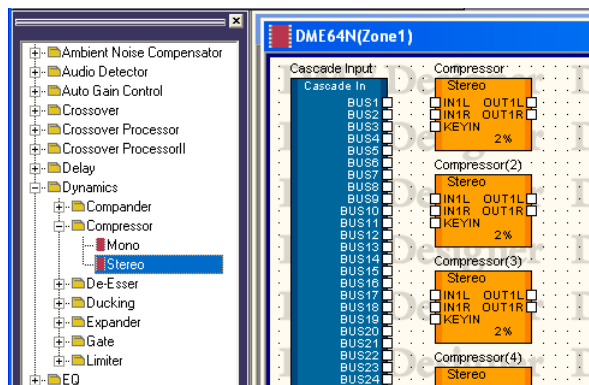 Ambient Noise Compensator
Audio Detector
Auto Gain Control
Crossover
Crossover Processor
Crossover ProcessorII
Delay
Dynamics
Compander
Compressor
Mono
Stereo
De-Esser
Ducking
Expander
Gate
Limiter
EQ
DME64N(Zone1)
Cascade Input
Cascade In
BUS1
BUS2
BUS3
BUS4
BUS5
BUS6
BUS7
BUS8
BUS9
BUS10
BUS11
BUS12
BUS13
BUS14
BUS15
BUS16
BUS17
BUS18
BUS19
BUS20
BUS21
BUS22
BUS23
BUS24
Compressor
Stereo
IN1L OUT1L
IN1R OUT1R
KEYIN
2%
Compressor(2)
Stereo
IN1L OUT1L
IN1R OUT1R
KEYIN
2%
Compressor(3)
Stereo
IN1L OUT1L
IN1R OUT1R
KEYIN
2%
Compressor(4)
Stereo